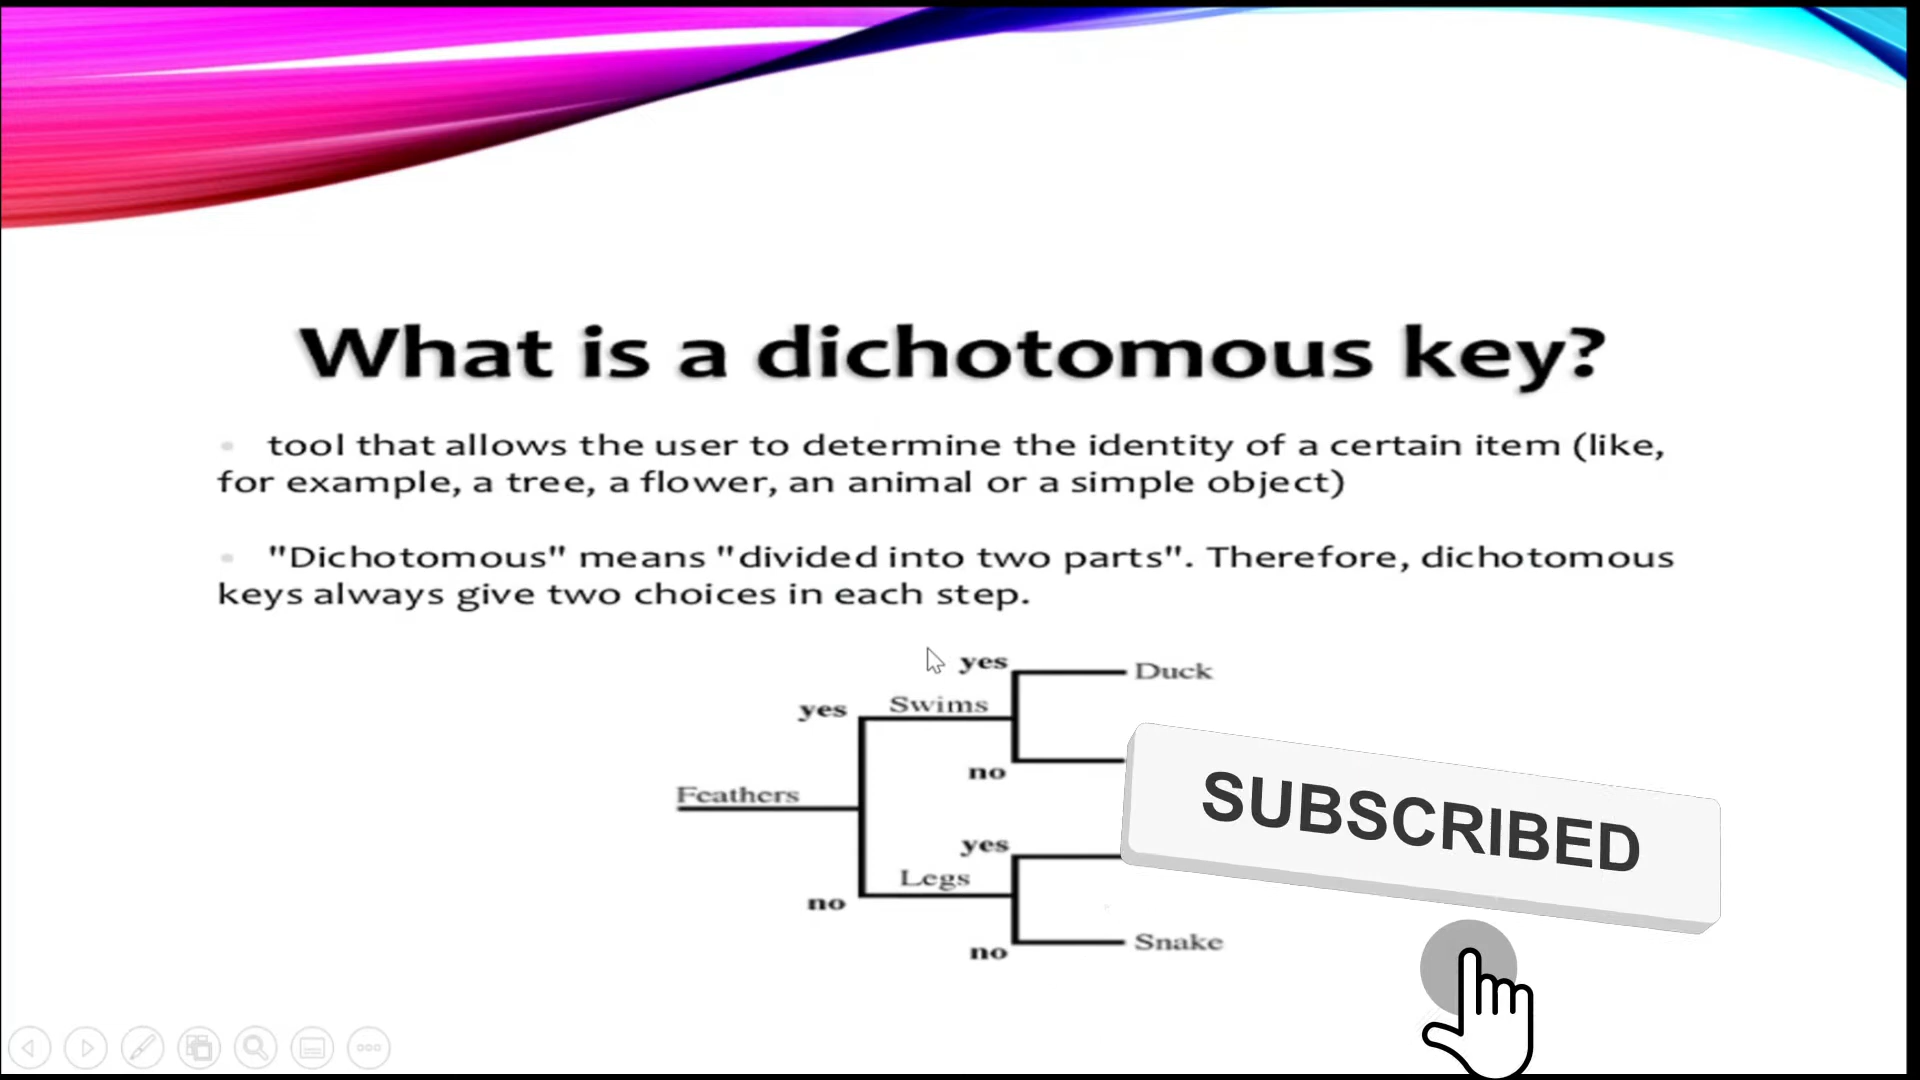 What is a dichotomous key?
tool that allows the user to determine the identity of a certain item (like,
for example, a tree, a flower, an animal or a simple object)
"Dichotomous" means "divided into two parts". Therefore, dichotomous
keys always give two choices in each step.
yes
Duck
yes
Swims
no
Feathers
SUBSCRIBED
yes
Legs
no
no
Snake